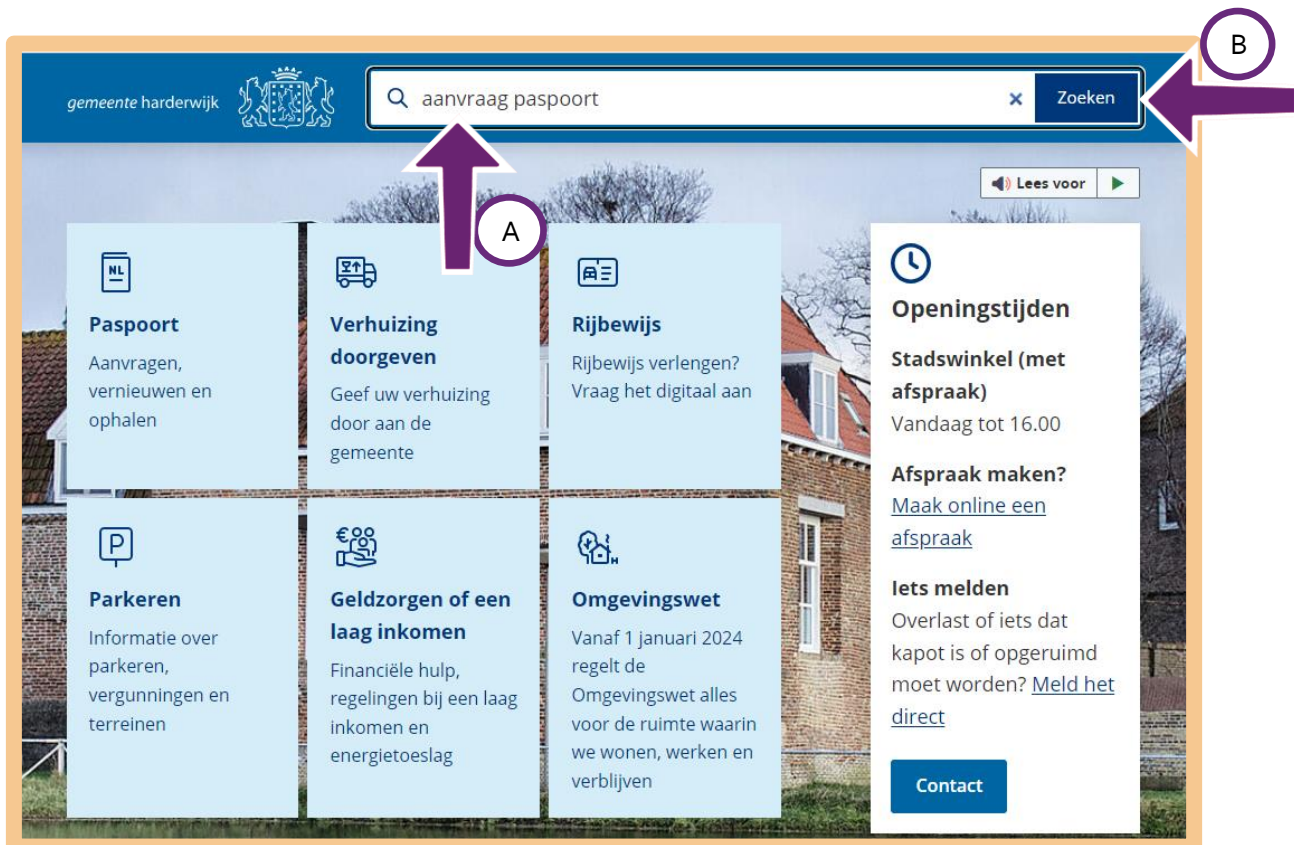 B
gemeente harderwijk
aanvraag paspoort
Zoeken
Lees voor
A
NL
Paspoort
Aanvragen,
vernieuwen en
ophalen
Verhuizing
doorgeven
Geef uw verhuizing
door aan de
gemeente
Rijbewijs
Rijbewijs verlengen?
Vraag het digitaal aan
P
Parkeren
Informatie over
parkeren,
vergunningen en
terreinen
€
Geldzorgen of een
laag inkomen
Financiële hulp,
regelingen bij een laag
inkomen en
energietoeslag
Omgevingswet
Vanaf 1 januari 2024
regelt de
Omgevingswet alles
voor de ruimte waarin
we wonen, werken en
verblijven
Openingstijden
Stadswinkel (met
afspraak)
Vandaag tot 16.00
Afspraak maken?
Maak online een
afspraak
Iets melden
Overlast of iets dat
kapot is of opgeruimd
moet worden? Meld het
direct
Contact